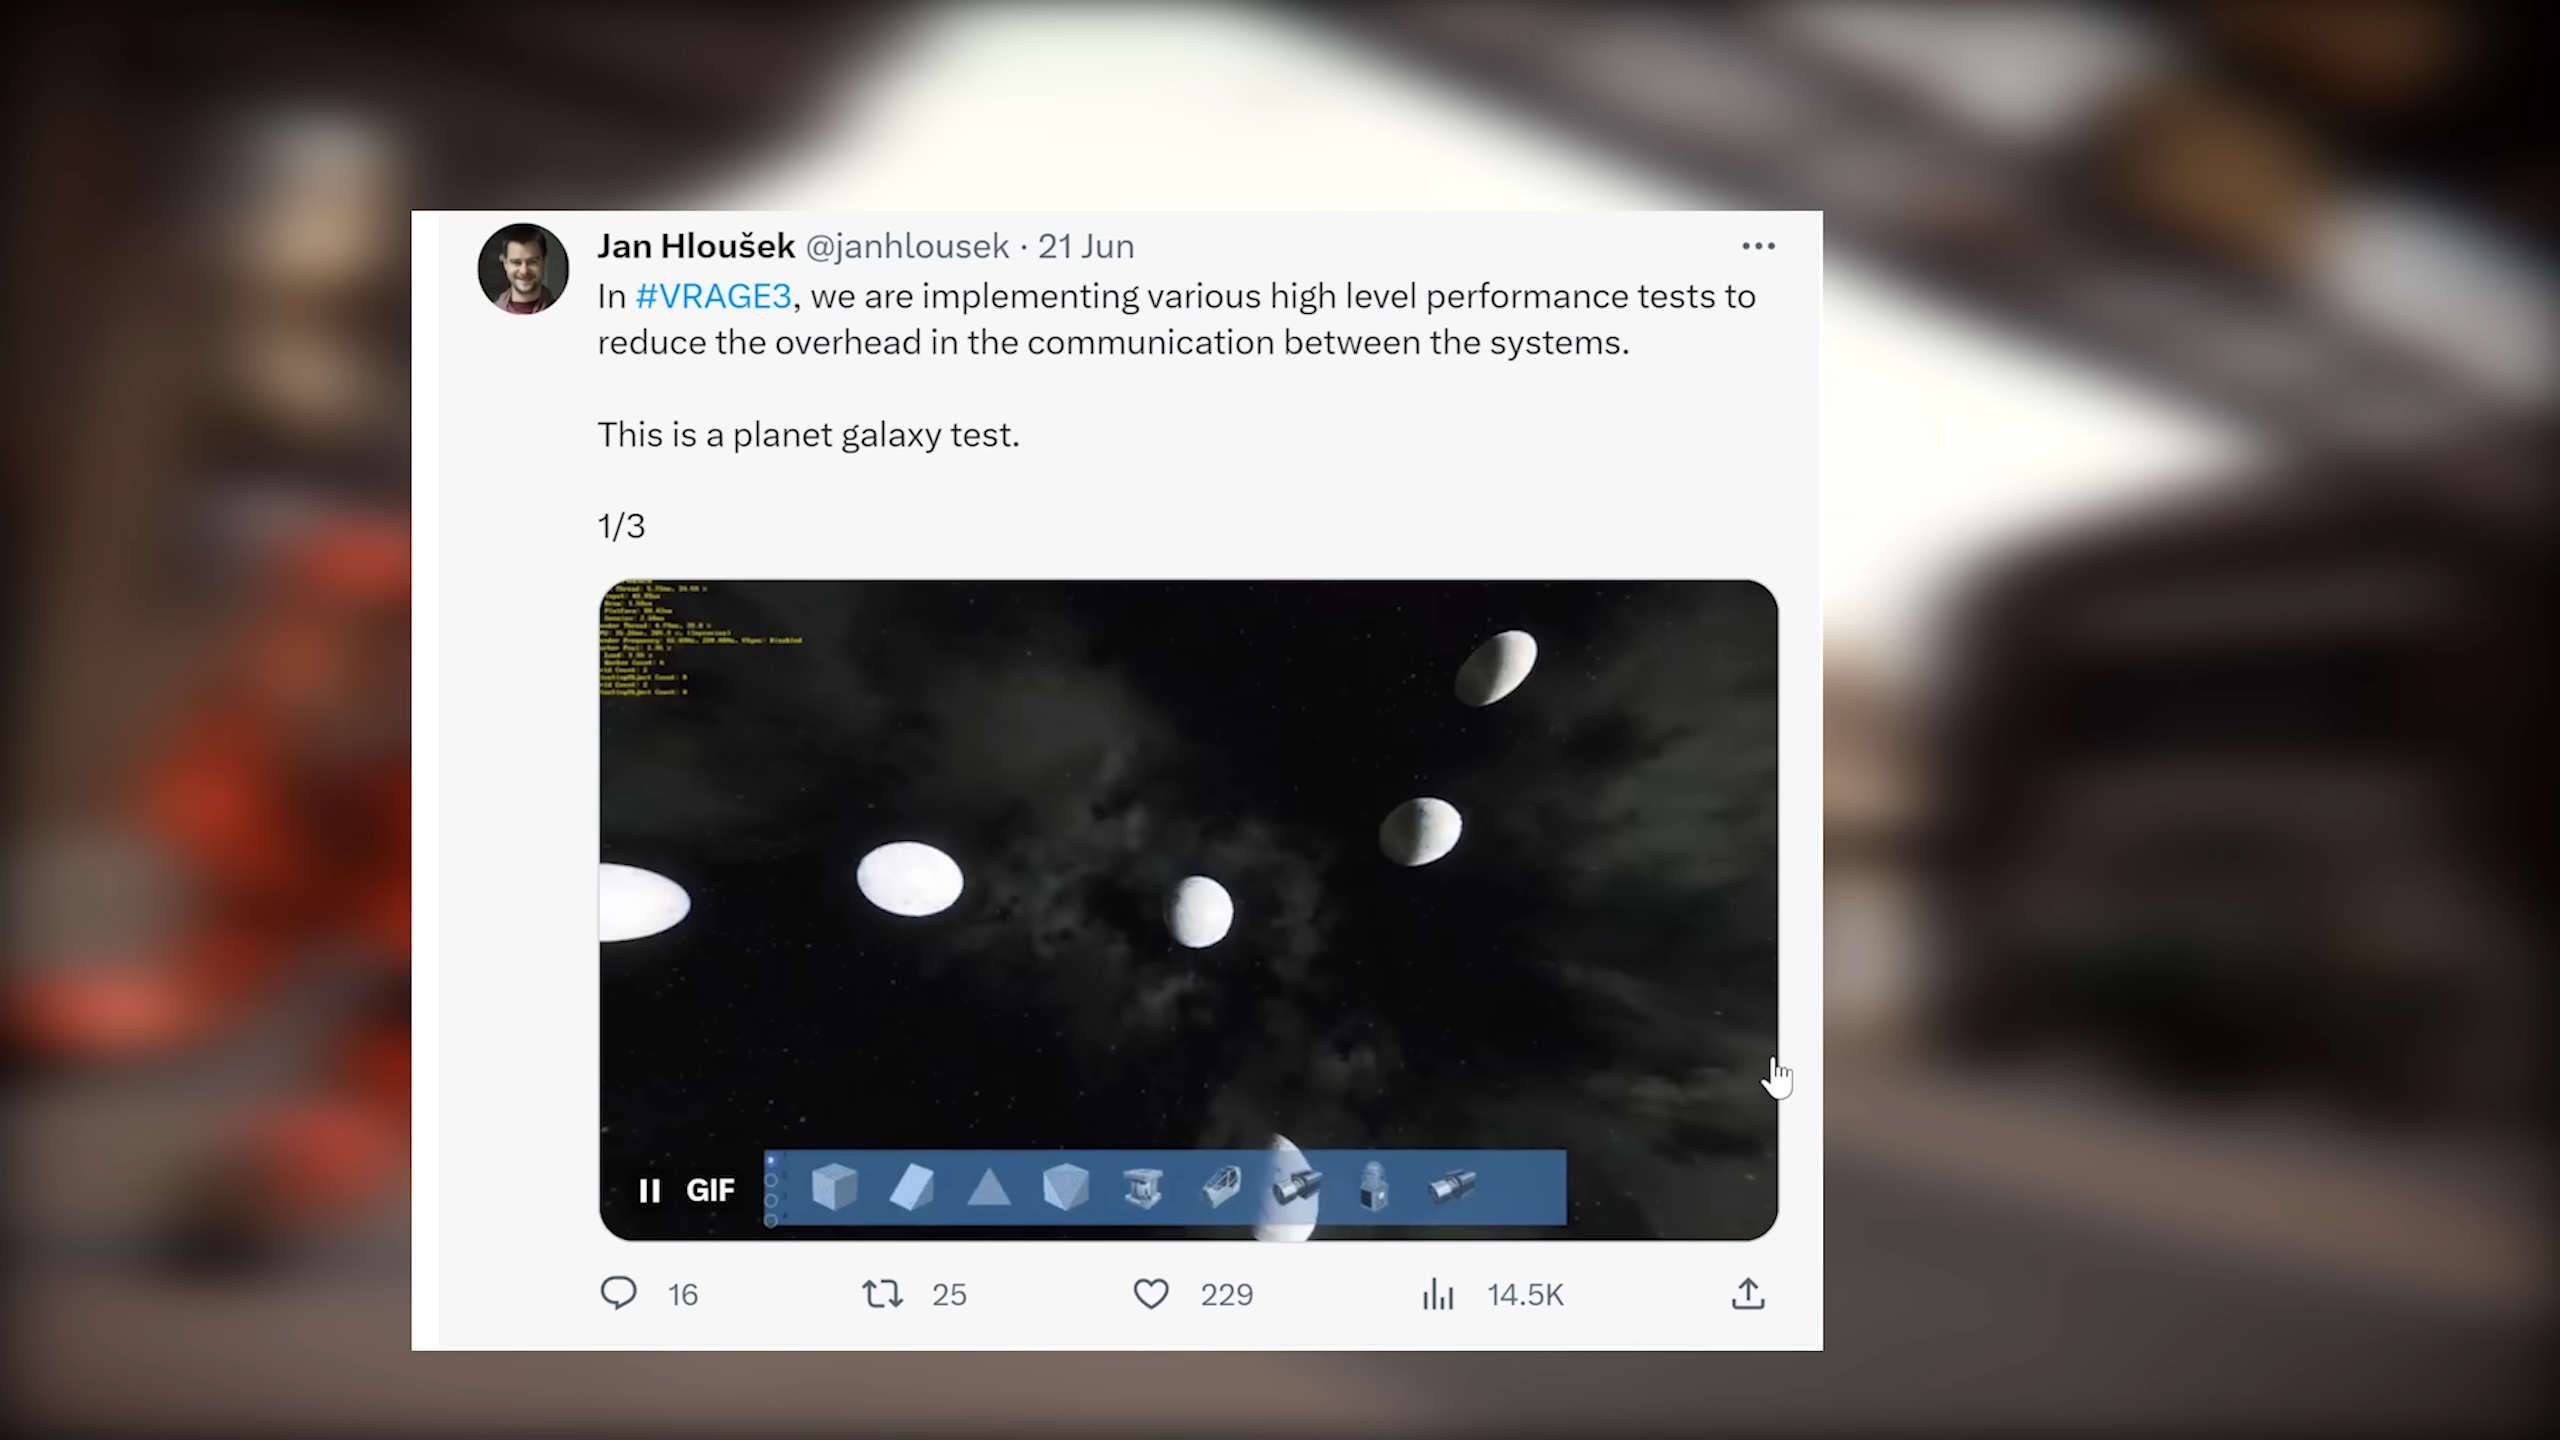 Jan Hloušek @janhlousek · 21 Jun
In #VRAGE3, we are implementing various high level performance tests to
reduce the overhead in the communication between the systems.
This is a planet galaxy test.
1/3
GIF
16 25 229 14.5K